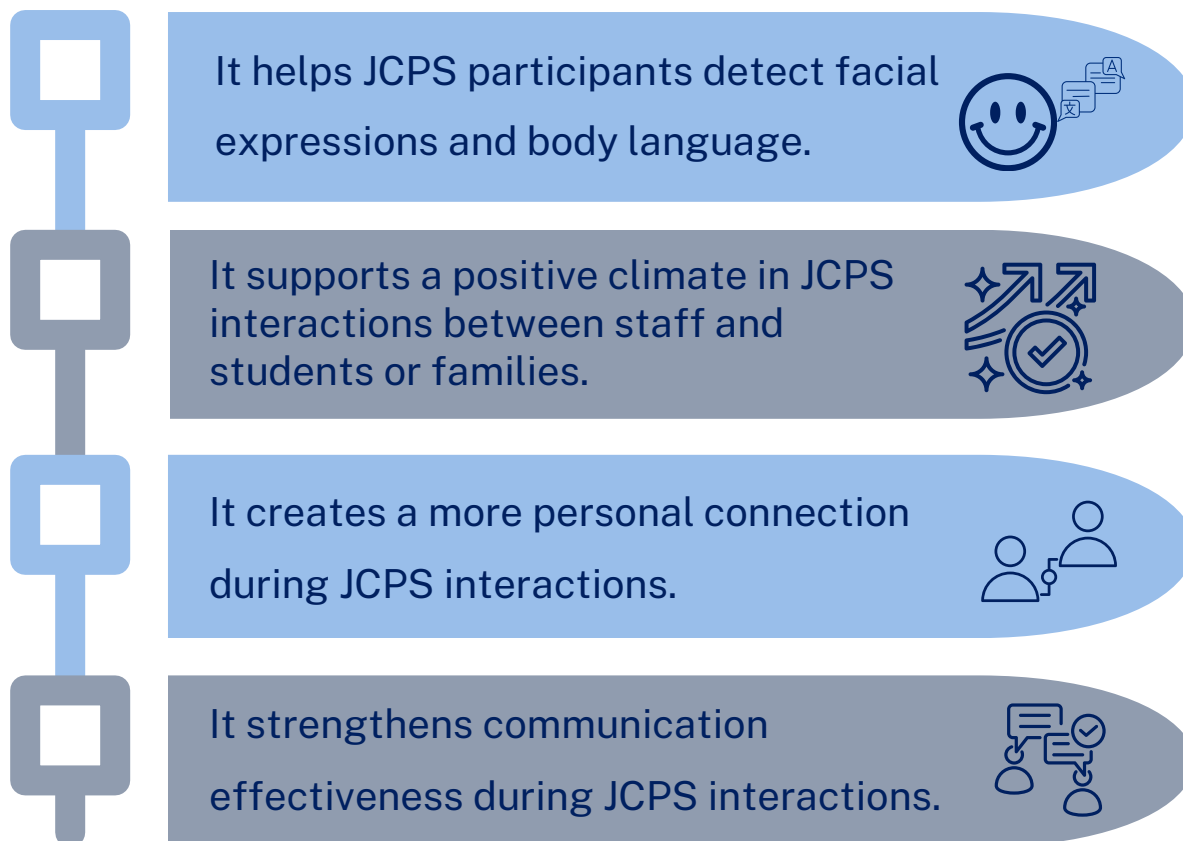 It helps JCPS participants detect facial
expressions and body language.
文
A
It supports a positive climate in JCPS
interactions between staff and
students or families.
It creates a more personal connection
during JCPS interactions.
It strengthens communication
effectiveness during JCPS interactions.